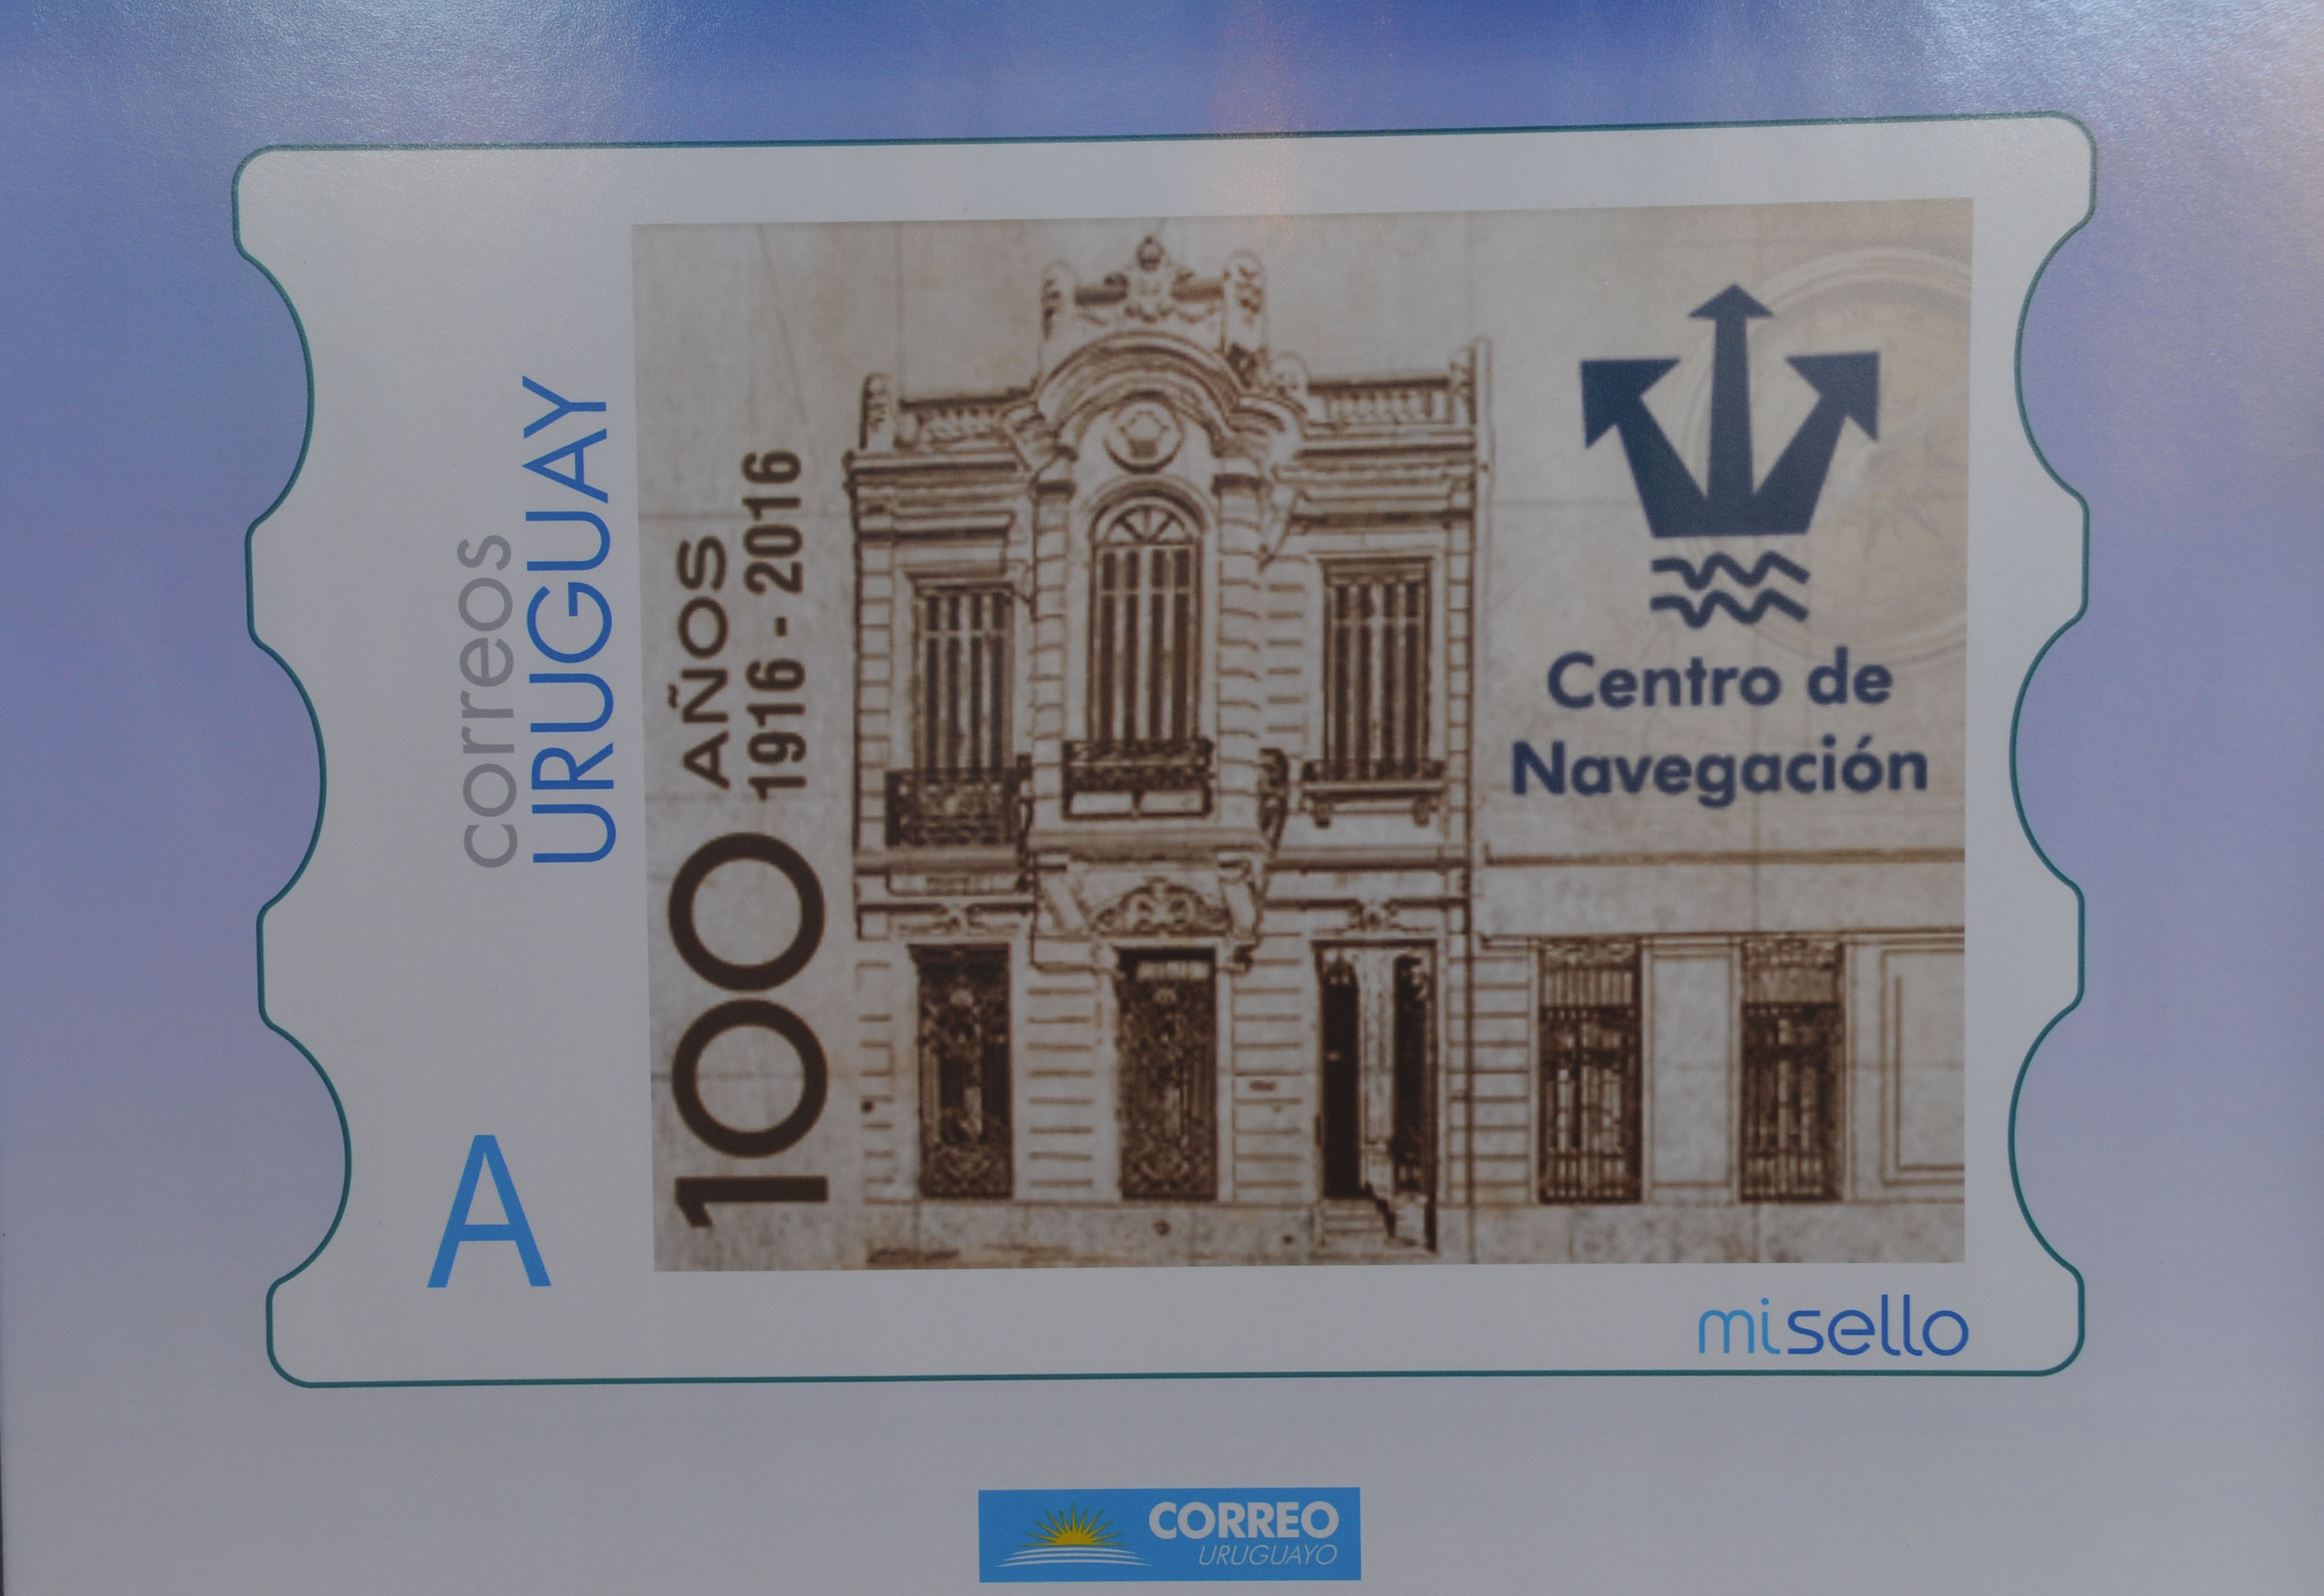 correos
URUGUAY
A
100 AÑOS
1916 - 2016
Centro de
Navegación
misello
CORREO
URUGUAYO